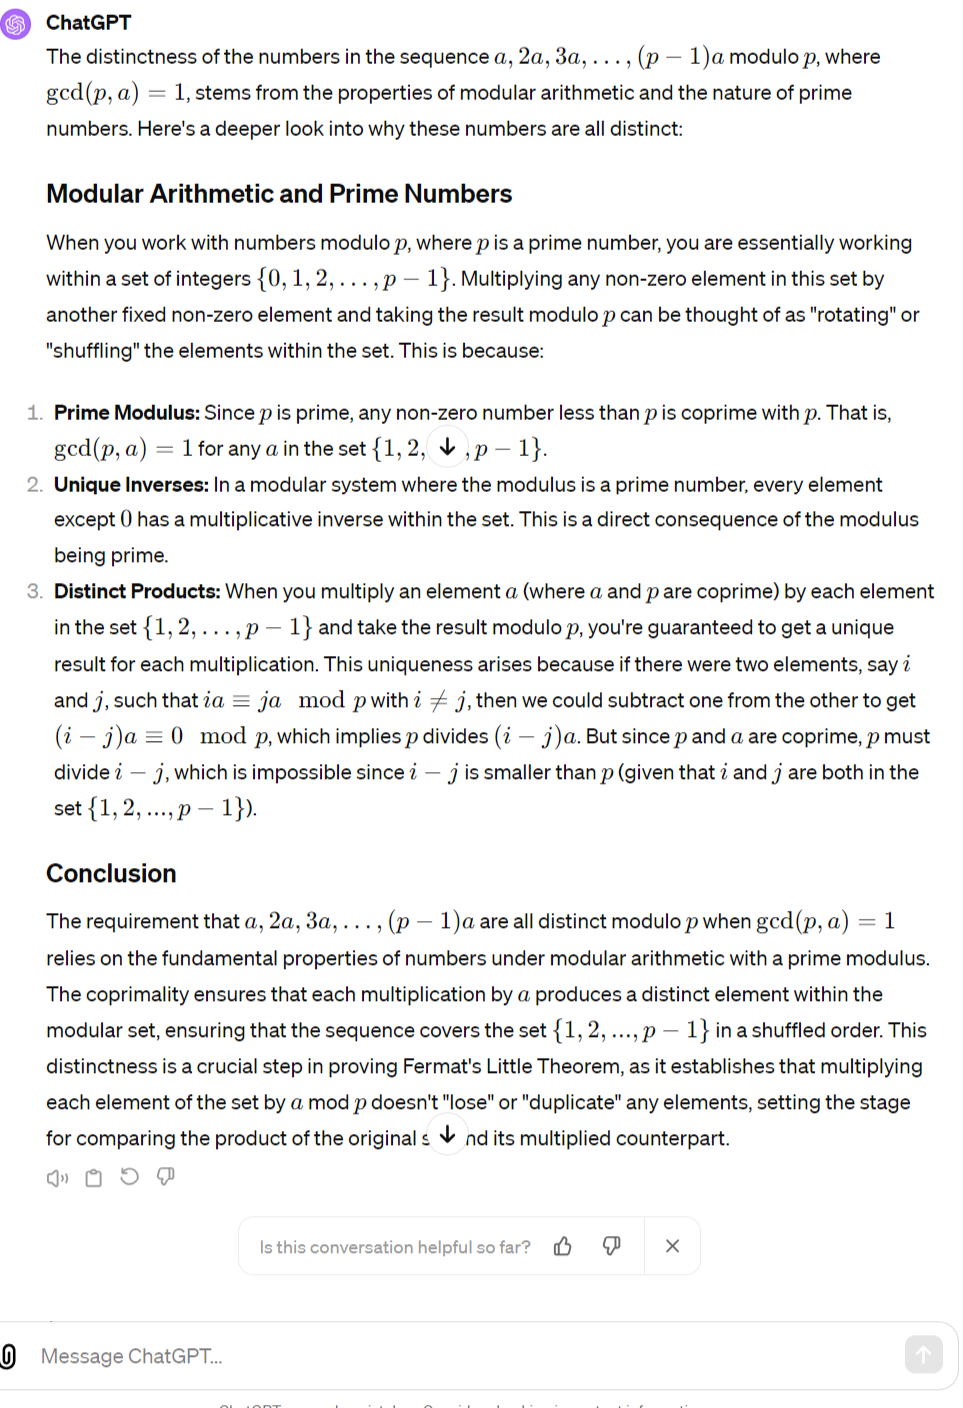 ChatGPT
The distinctness of the numbers in the sequence a, 2a, 3a, . . . , (p − 1)a modulo p, where
gcd(p, a) = 1, stems from the properties of modular arithmetic and the nature of prime
numbers. Here's a deeper look into why these numbers are all distinct:
Modular Arithmetic and Prime Numbers
When you work with numbers modulo p, where p is a prime number, you are essentially working
within a set of integers {0, 1, 2, . . . , p − 1}. Multiplying any non-zero element in this set by
another fixed non-zero element and taking the result modulo p can be thought of as "rotating" or
"shuffling" the elements within the set. This is because:
1. Prime Modulus: Since p is prime, any non-zero number less than p is coprime with p. That is,
gcd(p, a) = 1 for any a in the set {1, 2, , p − 1}.
2. Unique Inverses: In a modular system where the modulus is a prime number, every element
except 0 has a multiplicative inverse within the set. This is a direct consequence of the modulus
being prime.
3. Distinct Products: When you multiply an element a (where a and p are coprime) by each element
in the set {1, 2, . . . , p − 1} and take the result modulo p, you're guaranteed to get a unique
result for each multiplication. This uniqueness arises because if there were two elements, say i
and j, such that ia ≡ ja mod p with i ≠ j, then we could subtract one from the other to get
(i − j)a ≡ 0 mod p, which implies p divides (i − j)a. But since p and a are coprime, p must
divide i − j, which is impossible since i − j is smaller than p (given that i and j are both in the
set {1, 2, ..., p − 1}).
Conclusion
The requirement that a, 2a, 3a, . . . , (p − 1)a are all distinct modulo p when gcd(p, a) = 1
relies on the fundamental properties of numbers under modular arithmetic with a prime modulus.
The coprimality ensures that each multiplication by a produces a distinct element within the
modular set, ensuring that the sequence covers the set {1, 2, ..., p − 1} in a shuffled order. This
distinctness is a crucial step in proving Fermat's Little Theorem, as it establishes that multiplying
each element of the set by a mod p doesn't "lose" or "duplicate" any elements, setting the stage
for comparing the product of the original its multiplied counterpart.
Is this conversation helpful so far?
Message ChatGPT...